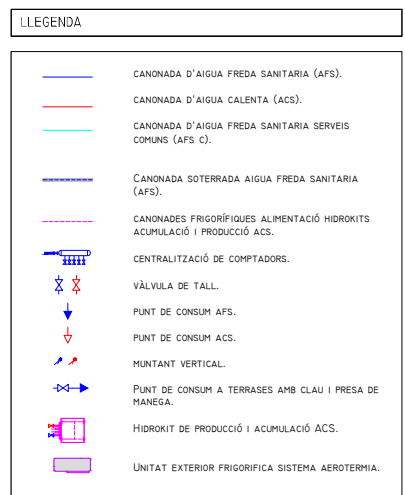 LLEGENDA
CANONADA D'AIGUA FREDA SANITARIA (AFS).
CANONADA D'AIGUA CALENTA (ACS).
CANONADA D'AIGUA FREDA SANITARIA SERVEIS
COMUNS (AFS C).
CANONADA SOTERRADA AIGUA FREDA SANITARIA
(AFS).
CANONADES FRIGORÍFIQUES ALIMENTACIÓ HIDROKITS
ACUMULACIÓ I PRODUCCIÓ ACS.
CENTRALITZACIÓ DE COMPTADORS.
VÀLVULA DE TALL.
PUNT DE CONSUM AFS.
PUNT DE CONSUM ACS.
MUNTANT VERTICAL.
PUNT DE CONSUM A TERRASES AMB CLAU I PRESA DE
MANEGA.
HIDROKIT DE PRODUCCIÓ I ACUMULACIÓ ACS.
UNITAT EXTERIOR FRIGORIFICA SISTEMA AEROTERMIA.